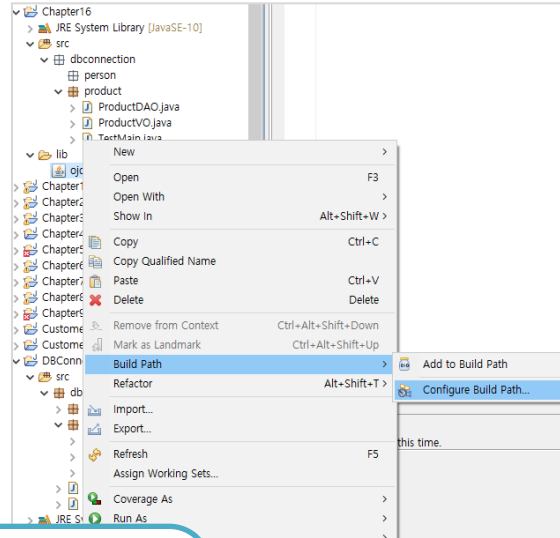 Chapter16
JRE System Library [JavaSE-10]
src
dbconnection
person
product
ProductDAO.java
ProductVO.java
TestMain.java
lib
ojd
Chapter1
Chapter2
Chapter3
Chapter4
Chapter5
Chapter6
Chapter7
Chapter8
Chapter9
Custome
Custome
DBConn
src
db
JRE Sy
New
Open F3
Open With
Show In Alt+Shift+W
Copy Ctrl+C
Copy Qualified Name
Paste Ctrl+V
Delete Delete
Remove from Context Ctrl+Alt+Shift+Down
Mark as Landmark Ctrl+Alt+Shift+Up
Build Path
Refactor Alt+Shift+T
Import...
Export...
Refresh F5
Assign Working Sets...
Coverage As
Run As
Add to Build Path
Configure Build Path...
this time.